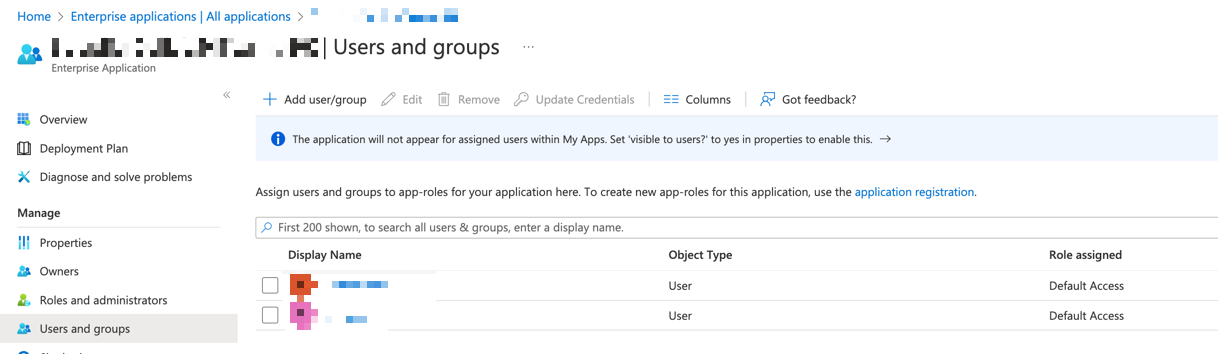 Home > Enterprise applications | All applications >
| Users and groups ...
Enterprise Application
«
+ Add user/group Edit Remove Update Credentials | Columns | Got feedback?
Overview
Deployment Plan
Diagnose and solve problems
Manage
Properties
Owners
Roles and administrators
Users and groups
The application will not appear for assigned users within My Apps. Set 'visible to users?' to yes in properties to enable this. →
Assign users and groups to app-roles for your application here. To create new app-roles for this application, use the application registration.
First 200 shown, to search all users & groups, enter a display name.
Display Name Object Type Role assigned
User Default Access
User Default Access